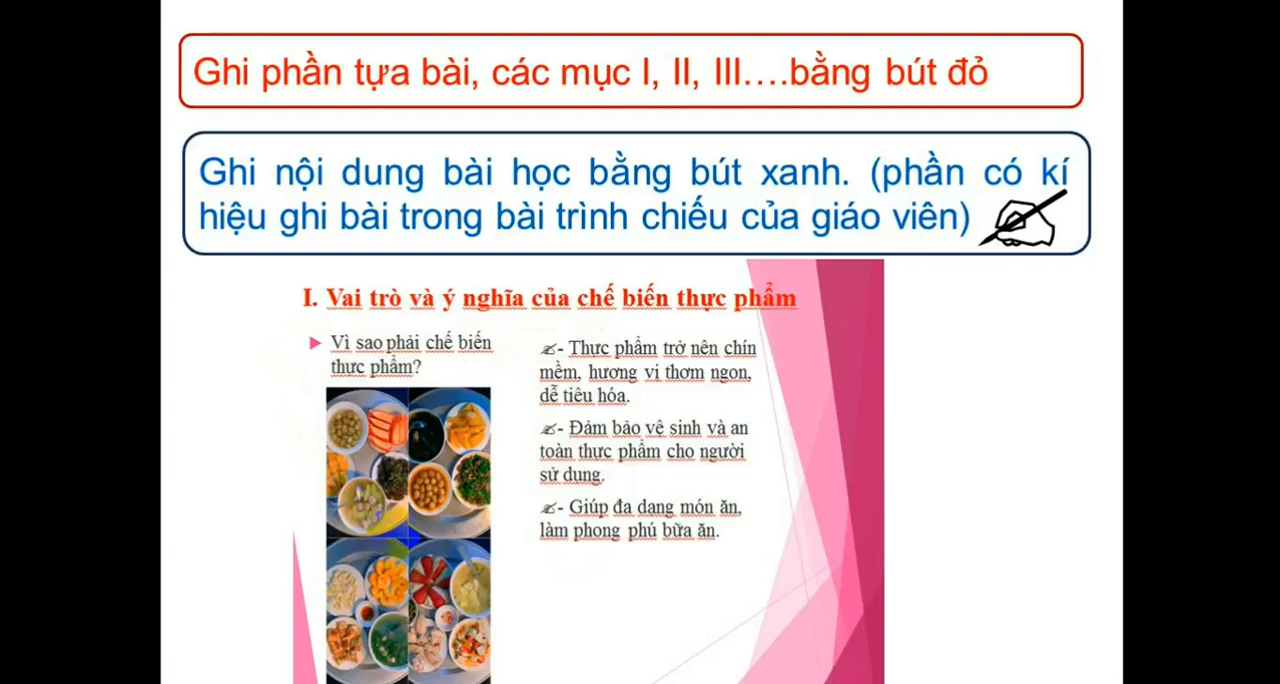 Ghi phần tựa bài, các mục I, II, III....bằng bút đỏ
Ghi nội dung bài học bằng bút xanh. (phần có kí
hiệu ghi bài trong bài trình chiếu của giáo viên)
I. Vai trò và ý nghĩa của chế biến thực phẩm
Vì sao phải chế biến
thực phẩm?
✍- Thực phẩm trở nên chín
mềm, hương vị thơm ngon,
dễ tiêu hóa.
✍- Đảm bảo vệ sinh và an
toàn thực phẩm cho người
sử dụng.
✍- Giúp đa dạng món ăn,
làm phong phú bữa ăn.